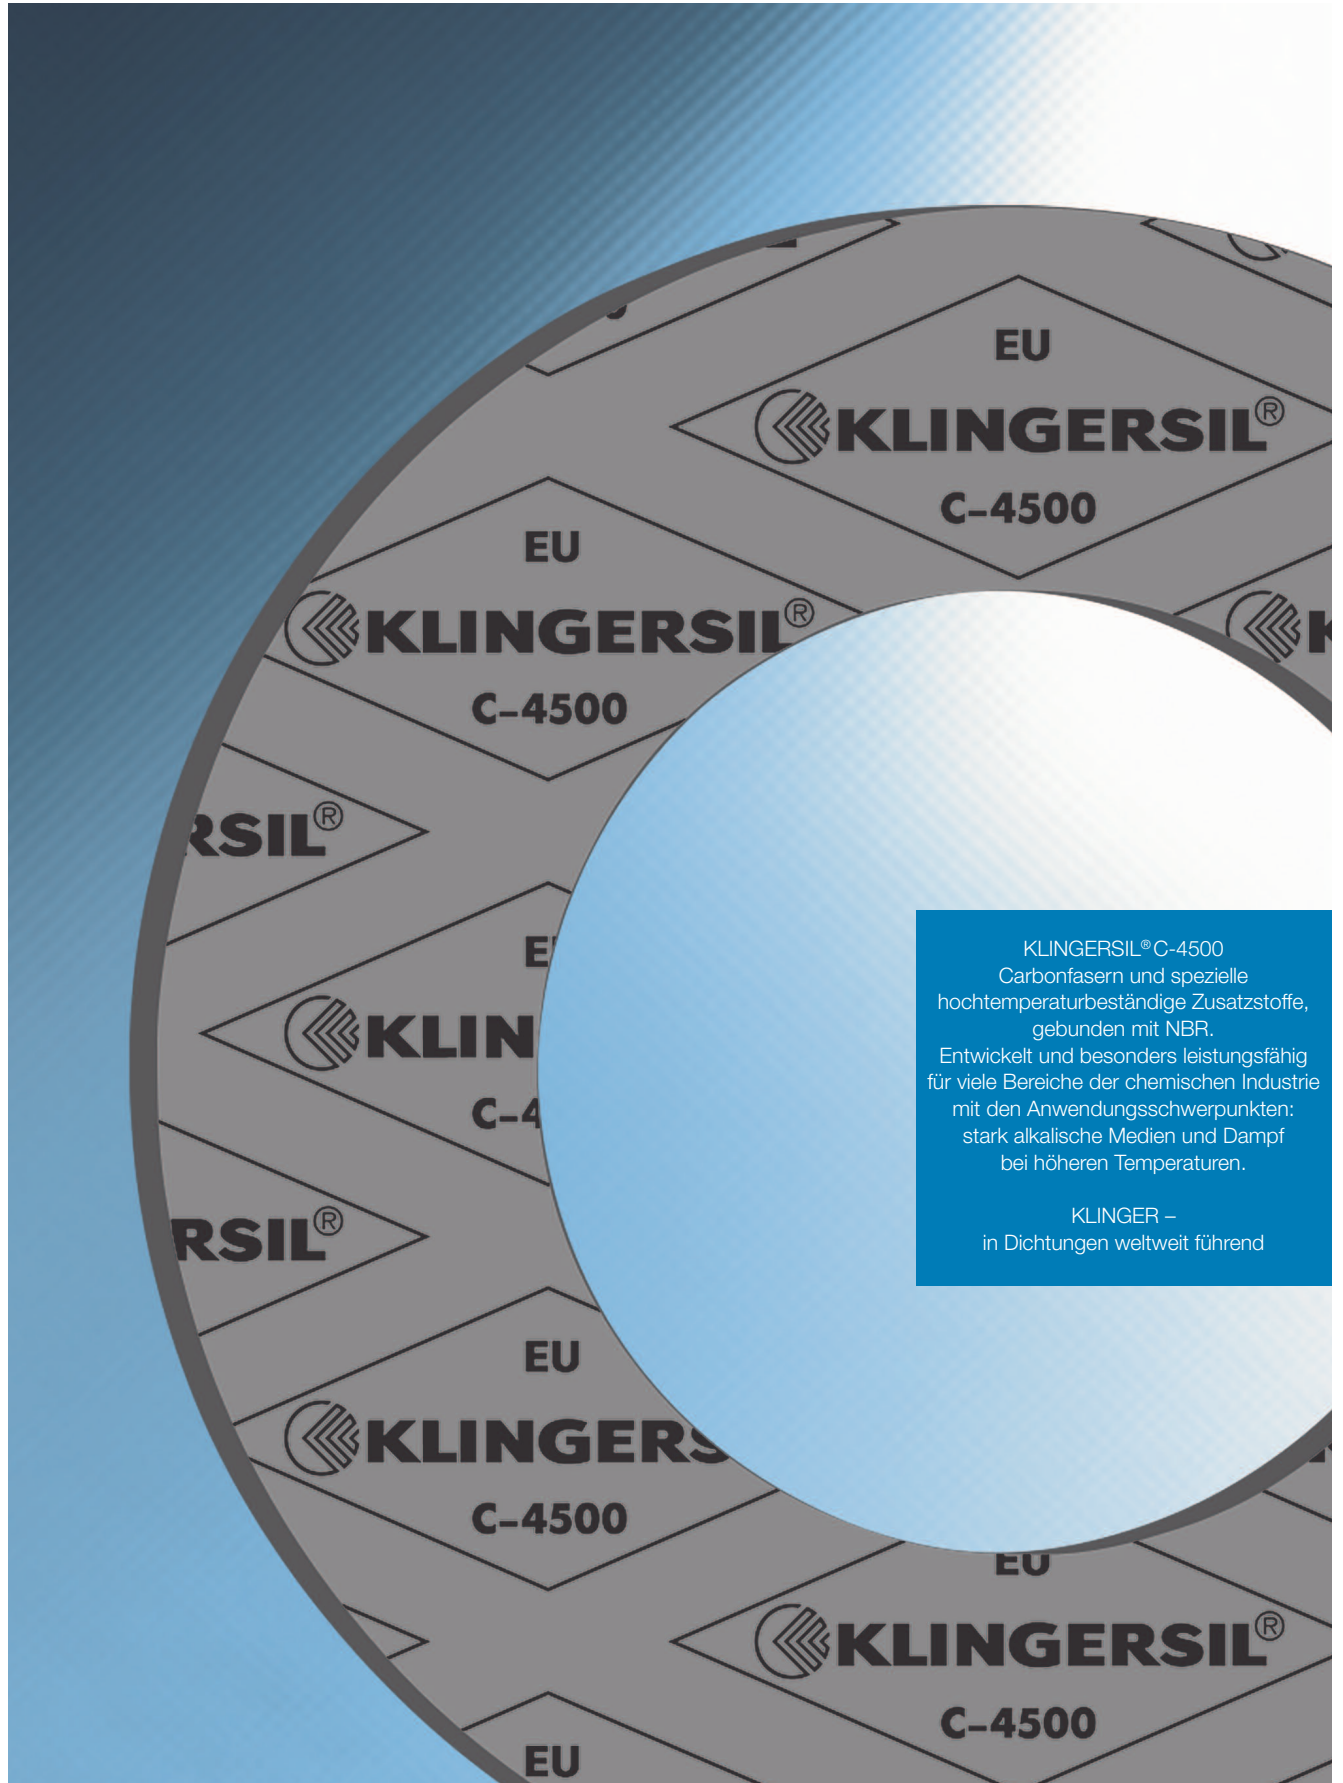 EU
KLINGERSIL®
C-4500
EU
KLINGERSIL®
C-4500
RSIL®
E
KLIN
C-4
RSIL®
EU
KLINGERS
C-4500
EU
KLINGERSIL®
C-4500
EU
K
KLINGERSIL® C-4500
Carbonfasern und spezielle
hochtemperaturbeständige Zusatzstoffe,
gebunden mit NBR.
Entwickelt und besonders leistungsfähig
für viele Bereiche der chemischen Industrie
mit den Anwendungsschwerpunkten:
stark alkalische Medien und Dampf
bei höheren Temperaturen.
KLINGER –
in Dichtungen weltweit führend